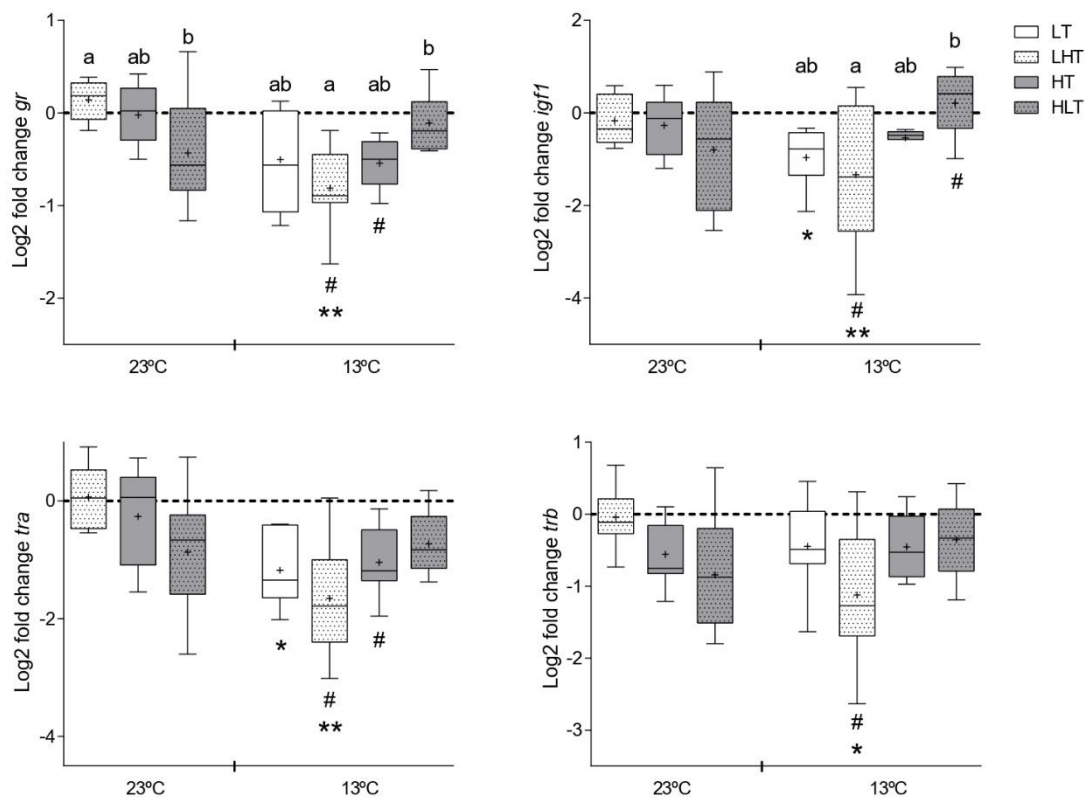 1
0
-1
-2
Log2 fold change gr
a ab b ab a ab b
#
#
**
23ºC 13ºC
2
0
-2
-4
Log2 fold change igf1
ab a ab b
*
#
**
#
23ºC 13ºC
LT
LHT
HT
HLT
0
-2
-4
Log2 fold change tra
*
#
**
#
23ºC 13ºC
1
0
-1
-2
-3
Log2 fold change trb
#
*
23ºC 13ºC